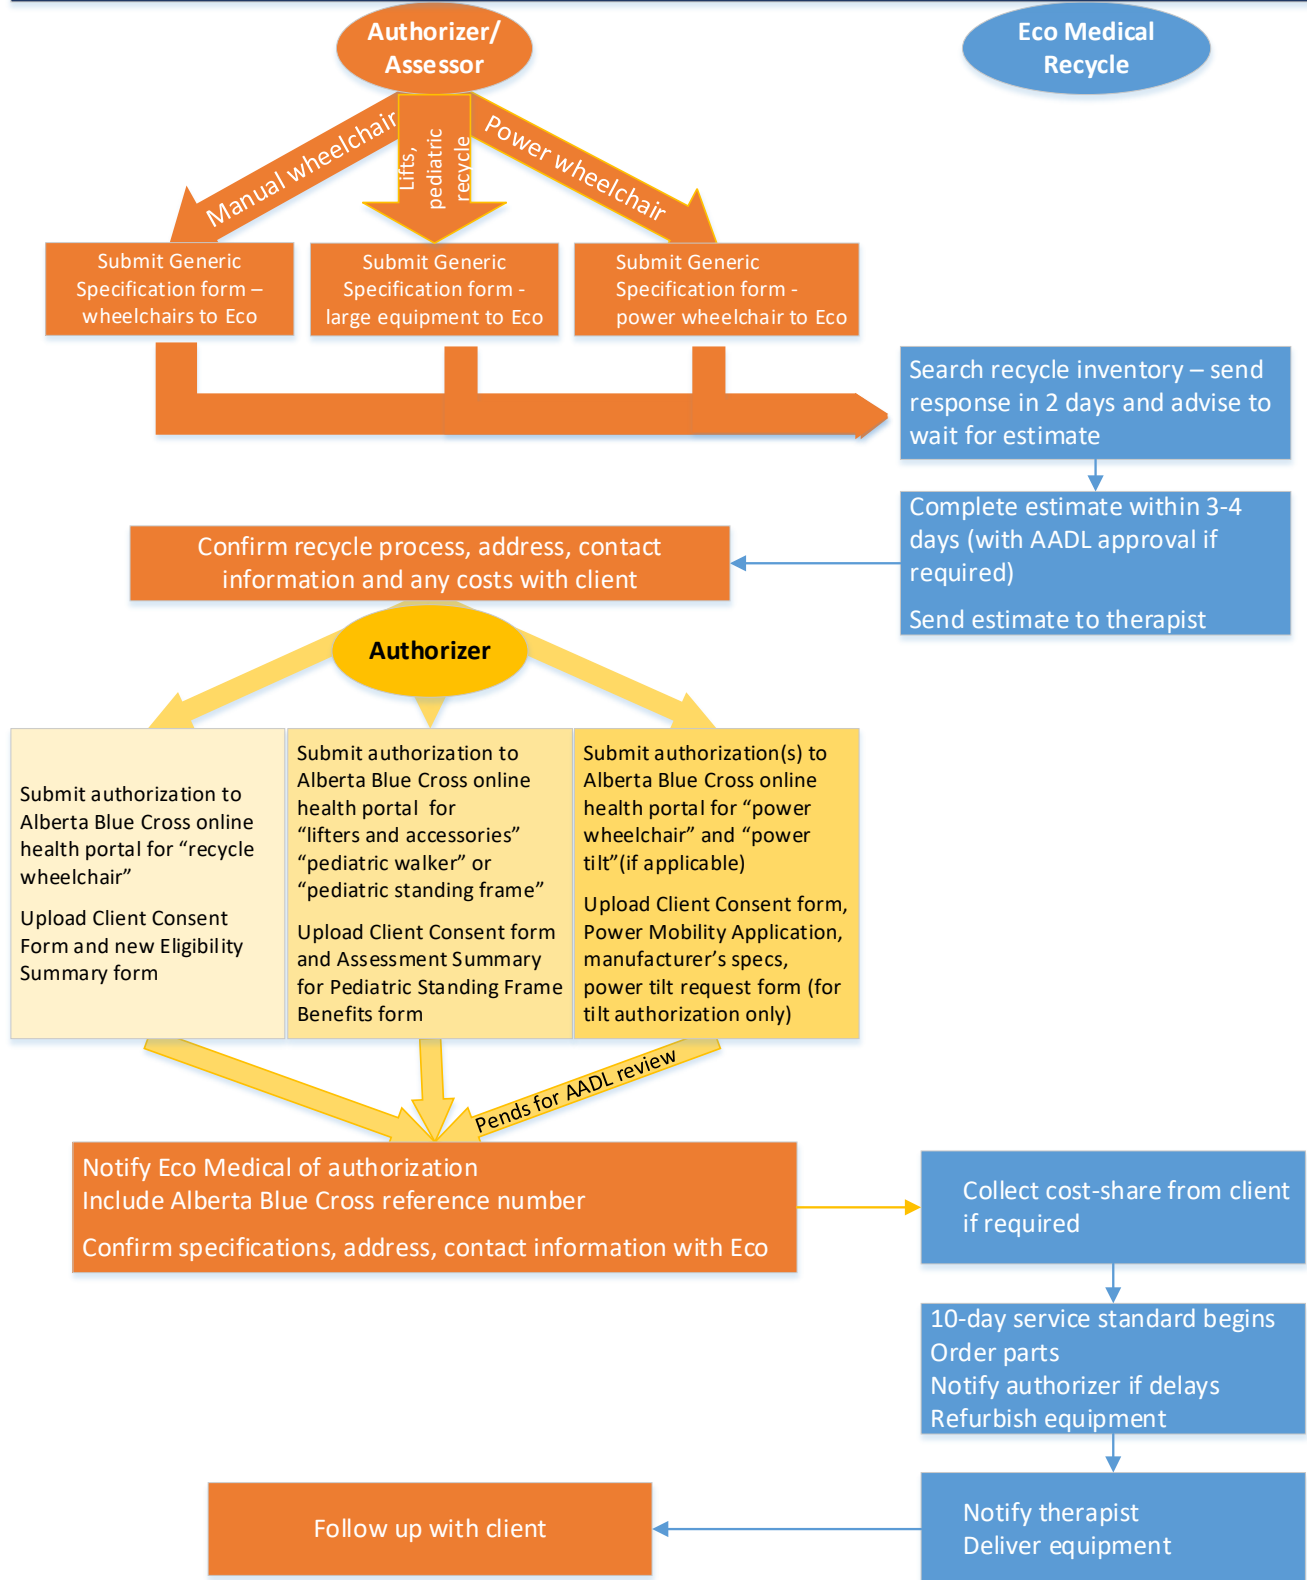 Authorizer/
Assessor
Eco Medical
Recycle
Manual wheelchair
Lifts,
pediatric
recycle
Power wheelchair
Submit Generic
Specification form –
wheelchairs to Eco
Submit Generic
Specification form -
large equipment to Eco
Submit Generic
Specification form -
power wheelchair to Eco
Search recycle inventory – send
response in 2 days and advise to
wait for estimate
Complete estimate within 3-4
days (with AADL approval if
required)
Send estimate to therapist
Confirm recycle process, address, contact
information and any costs with client
Authorizer
Submit authorization to
Alberta Blue Cross online
health portal for “recycle
wheelchair”
Upload Client Consent
Form and new Eligibility
Summary form
Submit authorization to
Alberta Blue Cross online
health portal  for
“lifters and accessories”
“pediatric walker” or
“pediatric standing frame”
Upload Client Consent form
and Assessment Summary
for Pediatric Standing Frame
Benefits form
Submit authorization(s) to
Alberta Blue Cross online
health portal for “power
wheelchair” and “power
tilt”(if applicable)
Upload Client Consent form,
Power Mobility Application,
manufacturer’s specs,
power tilt request form (for
tilt authorization only)
Pends for AADL review
Notify Eco Medical of authorization
Include Alberta Blue Cross reference number
Confirm specifications, address, contact information with Eco
Collect cost-share from client
if required
10-day service standard begins
Order parts
Notify authorizer if delays
Refurbish equipment
Notify therapist
Deliver equipment
Follow up with client